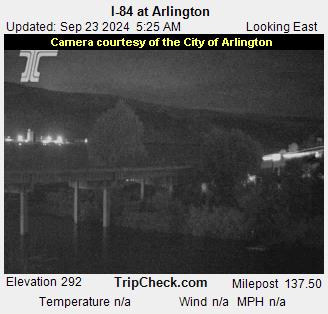 I-84 at Arlington
Updated: Sep 23 2024 5:25 AM Looking East
Camera courtesy of the City of Arlington
Elevation 292 TripCheck.com Milepost 137.50
Temperature n/a Wind n/a MPH n/a